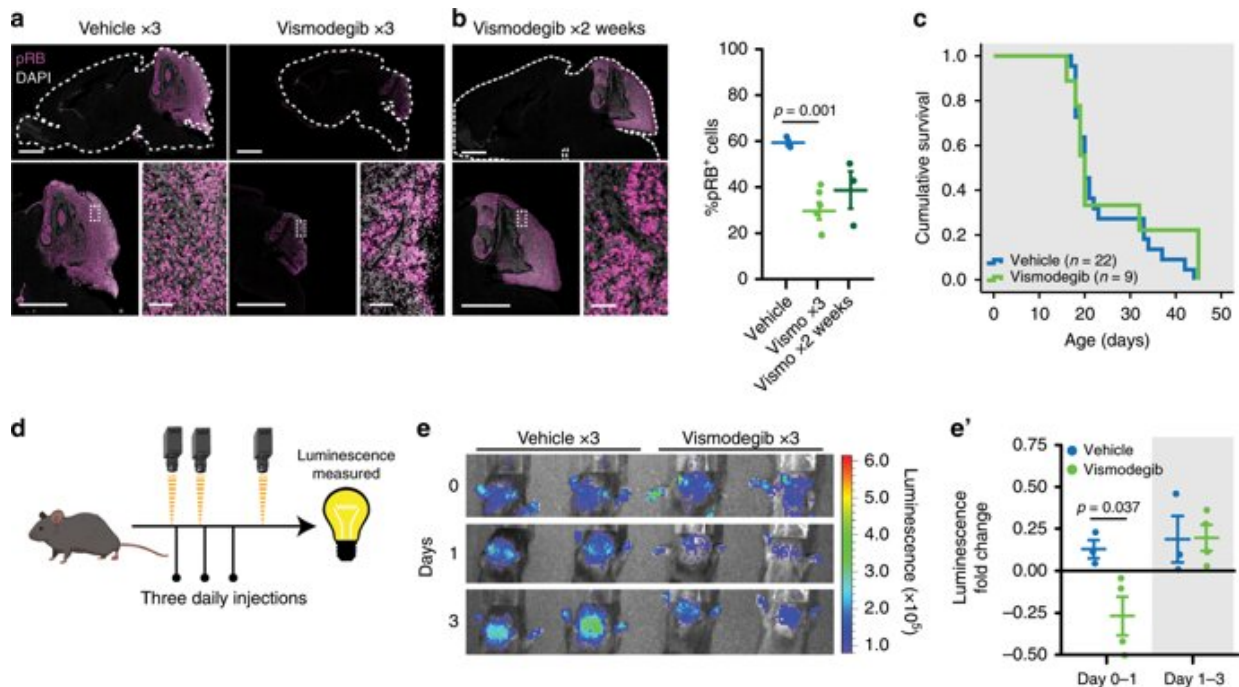 a
Vehicle ×3
Vismodegib ×3
pRB
DAPI
b
Vismodegib ×2 weeks
100
80
60
40
20
0
%pRB⁺ cells
p = 0.001
Vehicle
Vismo ×3
Vismo ×2 weeks
c
1.0
0.8
0.6
0.4
0.2
0.0
Cumulative survival
Vehicle (n = 22)
Vismodegib (n = 9)
0 10 20 30 40 50
Age (days)
d
Luminescence
measured
Three daily injections
e
Vehicle ×3
Vismodegib ×3
0
1
3
Days
6.0
5.0
4.0
3.0
2.0
1.0
Luminescence (×10⁵)
e'
Vehicle
Vismodegib
0.75
0.50
0.25
0.00
−0.25
−0.50
Luminescence
fold change
p = 0.037
Day 0–1
Day 1–3